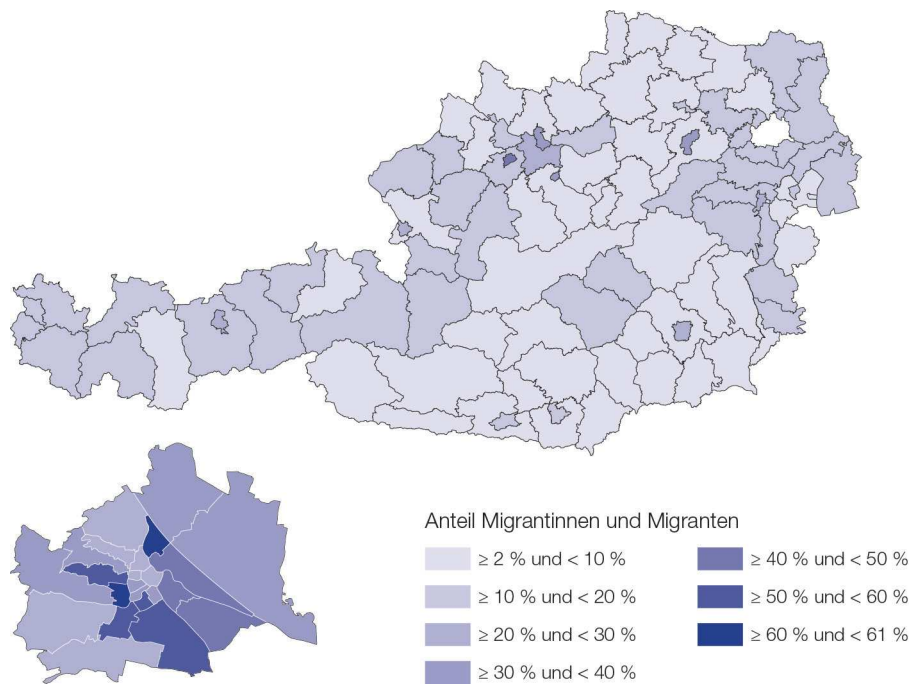 Anteil Migrantinnen und Migranten
≥ 2 % und < 10 %
≥ 10 % und < 20 %
≥ 20 % und < 30 %
≥ 30 % und < 40 %
≥ 40 % und < 50 %
≥ 50 % und < 60 %
≥ 60 % und < 61 %